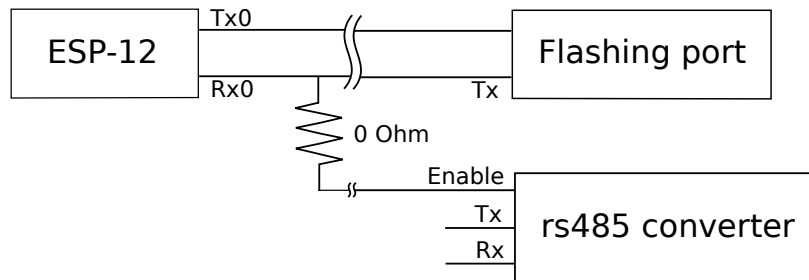 Tx0
ESP-12
Flashing port
Rx0
Tx
0 Ohm
Enable
Tx
rs485 converter
Rx